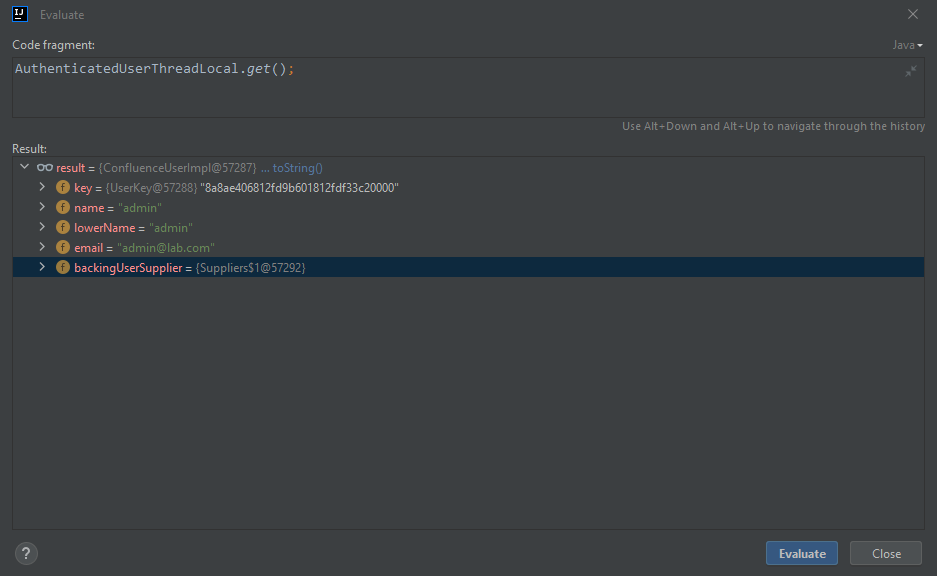 IJ Evaluate
Code fragment: Java
AuthenticatedUserThreadLocal.get();
Use Alt+Down and Alt+Up to navigate through the history
Result:
result = {ConfluenceUserImpl@57287} ... toString()
f key = {UserKey@57288} "8a8ae406812fd9b601812fdf33c20000"
f name = "admin"
f lowerName = "admin"
f email = "admin@lab.com"
f backingUserSupplier = {Suppliers$1@57292}
? Evaluate Close